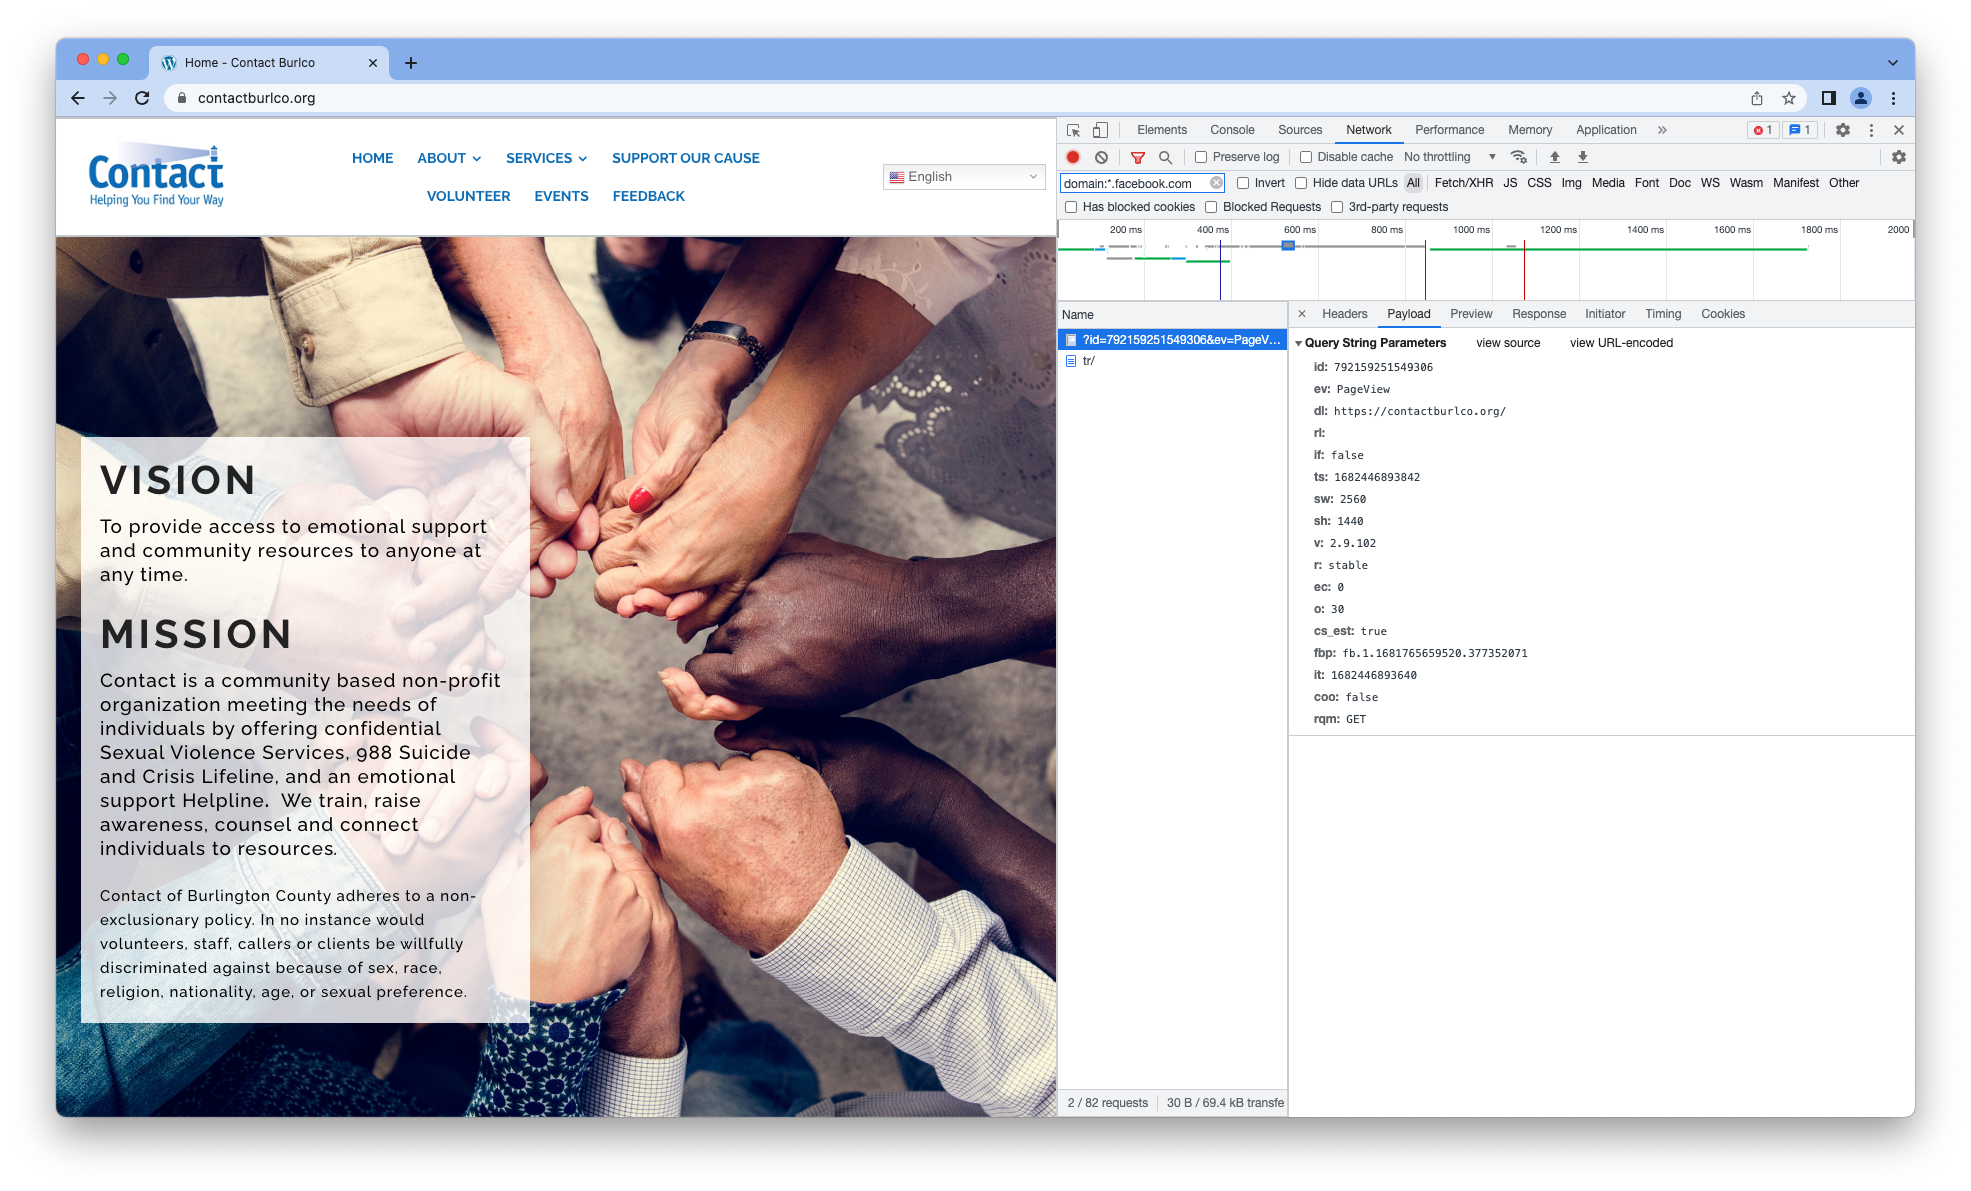 Home - Contact Burlco
contactburlco.org
Contact
Helping You Find Your Way
HOME ABOUT SERVICES SUPPORT OUR CAUSE
VOLUNTEER EVENTS FEEDBACK
English
VISION
To provide access to emotional support
and community resources to anyone at
any time.
MISSION
Contact is a community based non-profit
organization meeting the needs of
individuals by offering confidential
Sexual Violence Services, 988 Suicide
and Crisis Lifeline, and an emotional
support Helpline. We train, raise
awareness, counsel and connect
individuals to resources.
Contact of Burlington County adheres to a non-
exclusionary policy. In no instance would
volunteers, staff, callers or clients be willfully
discriminated against because of sex, race,
religion, nationality, age, or sexual preference.
Elements Console Sources Network Performance Memory Application » 1 1
Preserve log Disable cache No throttling
domain:*.facebook.com Invert Hide data URLs All Fetch/XHR JS CSS Img Media Font Doc WS Wasm Manifest Other
Has blocked cookies Blocked Requests 3rd-party requests
200 ms 400 ms 600 ms 800 ms 1000 ms 1200 ms 1400 ms 1600 ms 1800 ms 2000
Name
?id=792159251549306&ev=PageV...
tr/
2 / 82 requests 30 B / 69.4 kB transfe
Headers Payload Preview Response Initiator Timing Cookies
Query String Parameters view source view URL-encoded
id: 792159251549306
ev: PageView
dl: https://contactburlco.org/
rl:
if: false
ts: 1682446893842
sw: 2560
sh: 1440
v: 2.9.102
r: stable
ec: 0
o: 30
cs_est: true
fbp: fb.1.1681765659520.377352071
it: 1682446893640
coo: false
rqm: GET